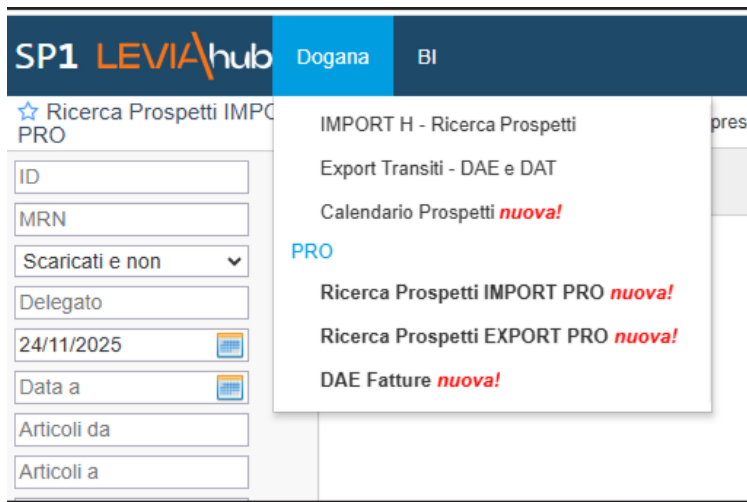 SP1 LEVIAhub Dogana BI
Ricerca Prospetti IMPO
PRO
ID
MRN
Scaricati e non
Delegato
24/11/2025
Data a
Articoli da
Articoli a
IMPORT H - Ricerca Prospetti
Export Transiti - DAE e DAT
Calendario Prospetti nuova!
PRO
Ricerca Prospetti IMPORT PRO nuova!
Ricerca Prospetti EXPORT PRO nuova!
DAE Fatture nuova!
pres